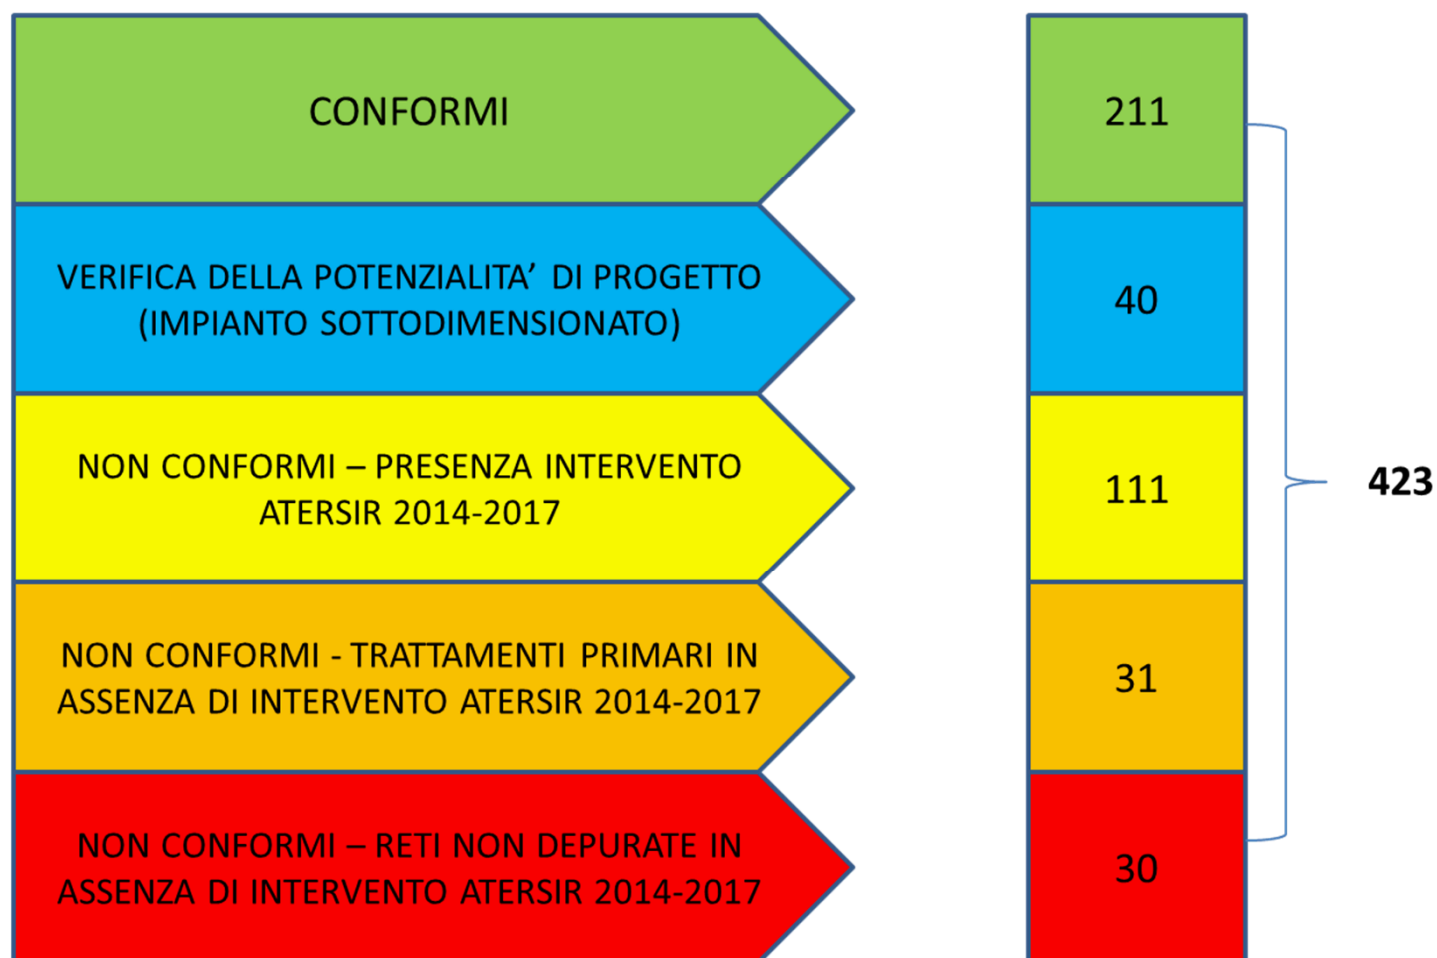 CONFORMI
211
VERIFICA DELLA POTENZIALITA’ DI PROGETTO
(IMPIANTO SOTTODIMENSIONATO)
40
NON CONFORMI – PRESENZA INTERVENTO
ATERSIR 2014-2017
111
423
NON CONFORMI - TRATTAMENTI PRIMARI IN
ASSENZA DI INTERVENTO ATERSIR 2014-2017
31
NON CONFORMI – RETI NON DEPURATE IN
ASSENZA DI INTERVENTO ATERSIR 2014-2017
30